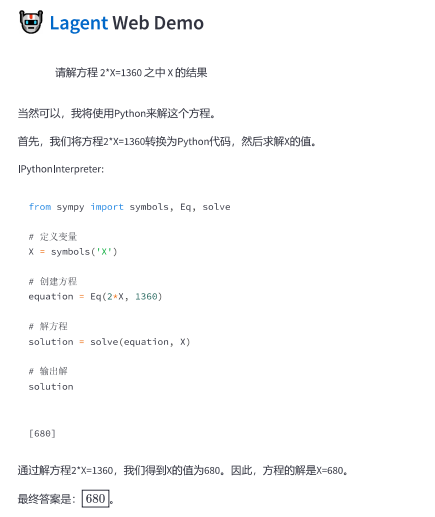 Lagent Web Demo
请解方程 2*X=1360 之中 X 的结果
当然可以，我将使用Python来解这个方程。
首先，我们将方程2*X=1360转换为Python代码，然后求解X的值。
IPythonInterpreter:
from sympy import symbols, Eq, solve
# 定义变量
X = symbols('X')
# 创建方程
equation = Eq(2*X, 1360)
# 解方程
solution = solve(equation, X)
# 输出解
solution
[680]
通过解方程2*X=1360，我们得到X的值为680。因此，方程的解是X=680。
最终答案是：680。